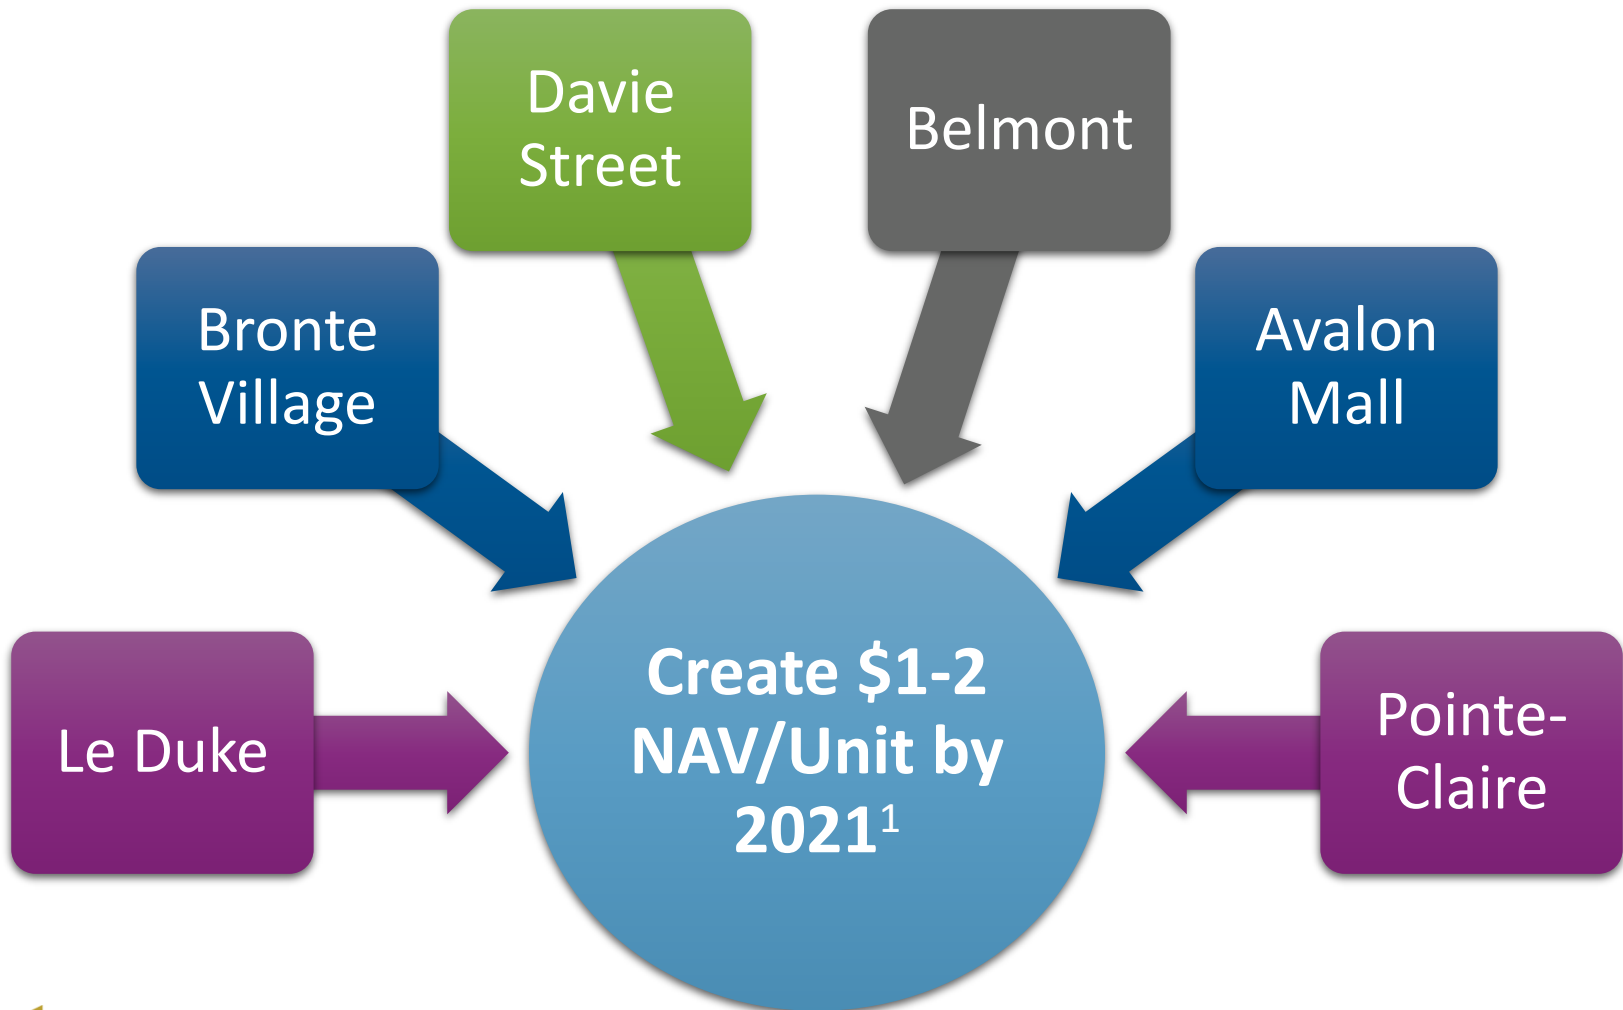 Davie
Street
Belmont
Bronte
Village
Avalon
Mall
Le Duke
Create $1-2
NAV/Unit by
2021¹
Pointe-
Claire